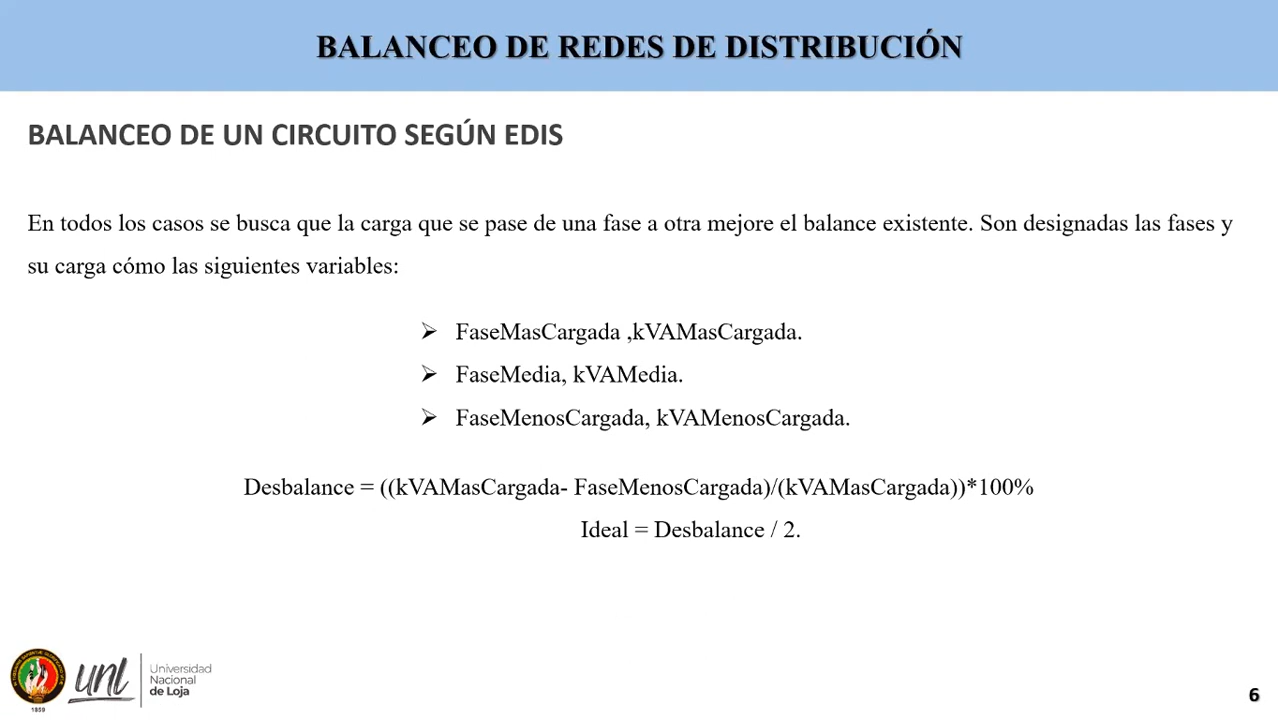 BALANCEO DE REDES DE DISTRIBUCIÓN
BALANCEO DE UN CIRCUITO SEGÚN EDIS
En todos los casos se busca que la carga que se pase de una fase a otra mejore el balance existente. Son designadas las fases y
su carga cómo las siguientes variables:
➢ FaseMasCargada ,kVAMasCargada.
➢ FaseMedia, kVAMedia.
➢ FaseMenosCargada, kVAMenosCargada.
Desbalance = ((kVAMasCargada- FaseMenosCargada)/(kVAMasCargada))*100%
Ideal = Desbalance / 2.
1859
unl
Universidad
Nacional
de Loja
6